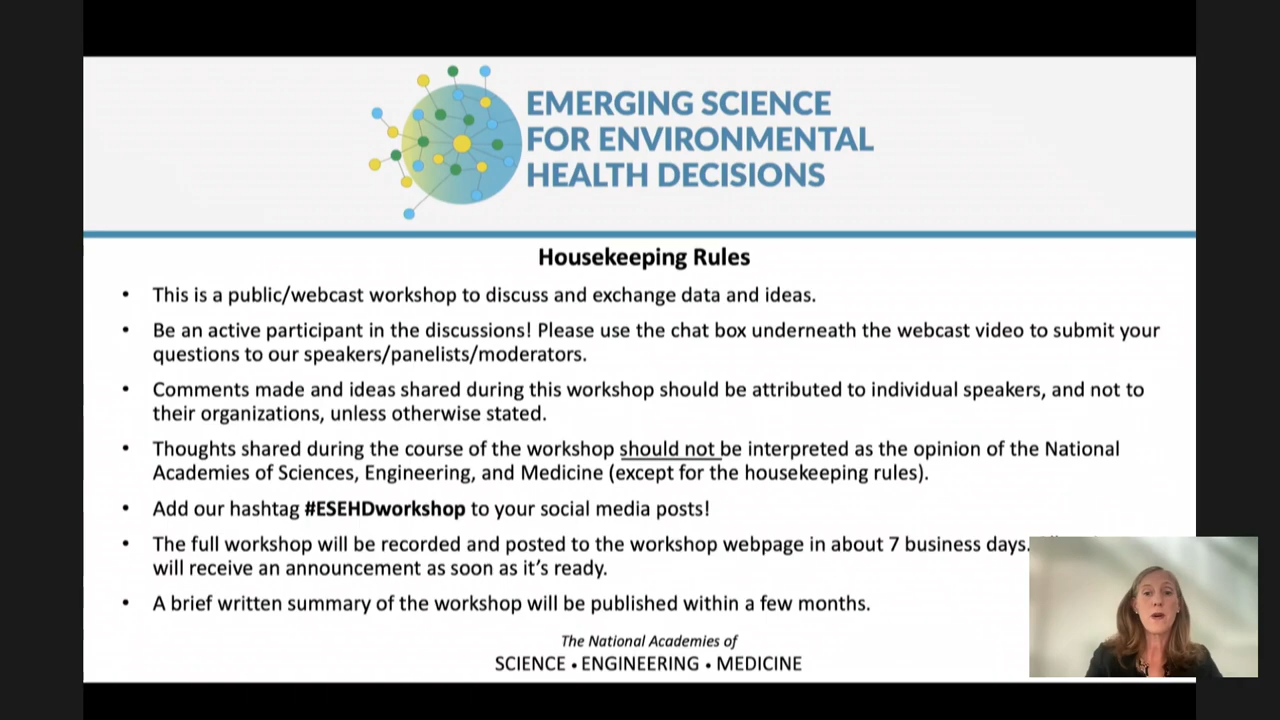 EMERGING SCIENCE
FOR ENVIRONMENTAL
HEALTH DECISIONS
Housekeeping Rules
• This is a public/webcast workshop to discuss and exchange data and ideas.
• Be an active participant in the discussions! Please use the chat box underneath the webcast video to submit your
questions to our speakers/panelists/moderators.
• Comments made and ideas shared during this workshop should be attributed to individual speakers, and not to
their organizations, unless otherwise stated.
• Thoughts shared during the course of the workshop should not be interpreted as the opinion of the National
Academies of Sciences, Engineering, and Medicine (except for the housekeeping rules).
• Add our hashtag #ESEHDworkshop to your social media posts!
• The full workshop will be recorded and posted to the workshop webpage in about 7 business days.
will receive an announcement as soon as it's ready.
• A brief written summary of the workshop will be published within a few months.
The National Academies of
SCIENCE • ENGINEERING • MEDICINE